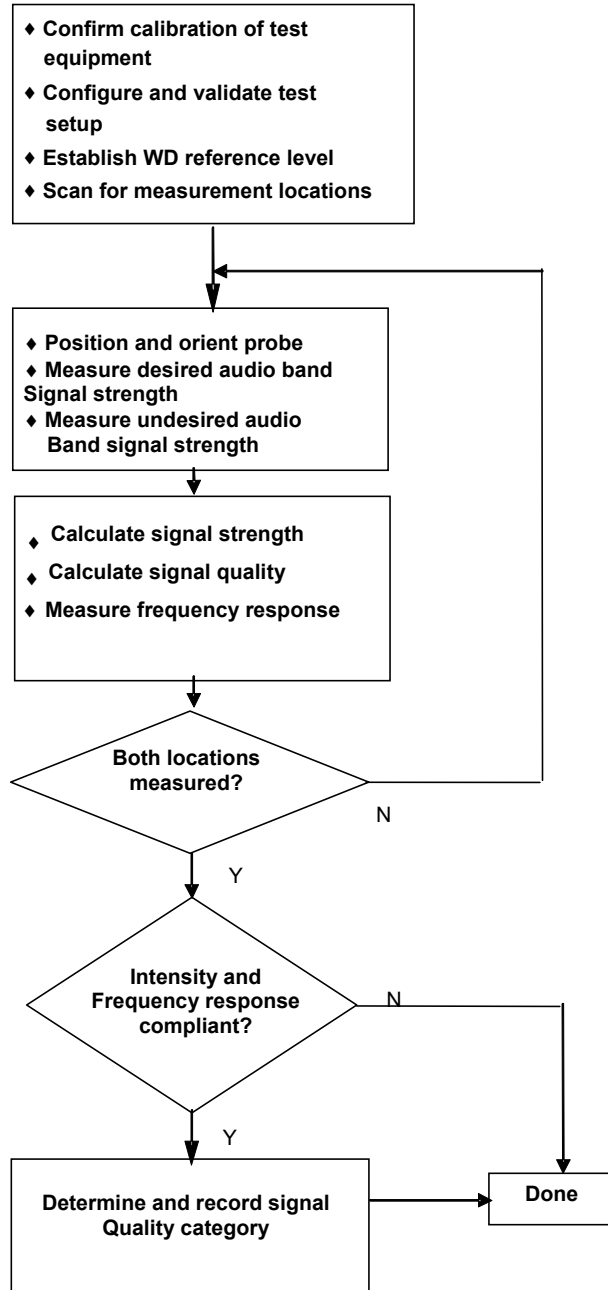 ♦ Confirm calibration of test
equipment
♦ Configure and validate test
setup
♦ Establish WD reference level
♦ Scan for measurement locations
♦ Position and orient probe
♦ Measure desired audio band
Signal strength
♦ Measure undesired audio
Band signal strength
♦ Calculate signal strength
♦ Calculate signal quality
♦ Measure frequency response
Both locations
measured?
N
Y
Intensity and
Frequency response
compliant?
N
Y
Determine and record signal
Quality category
Done